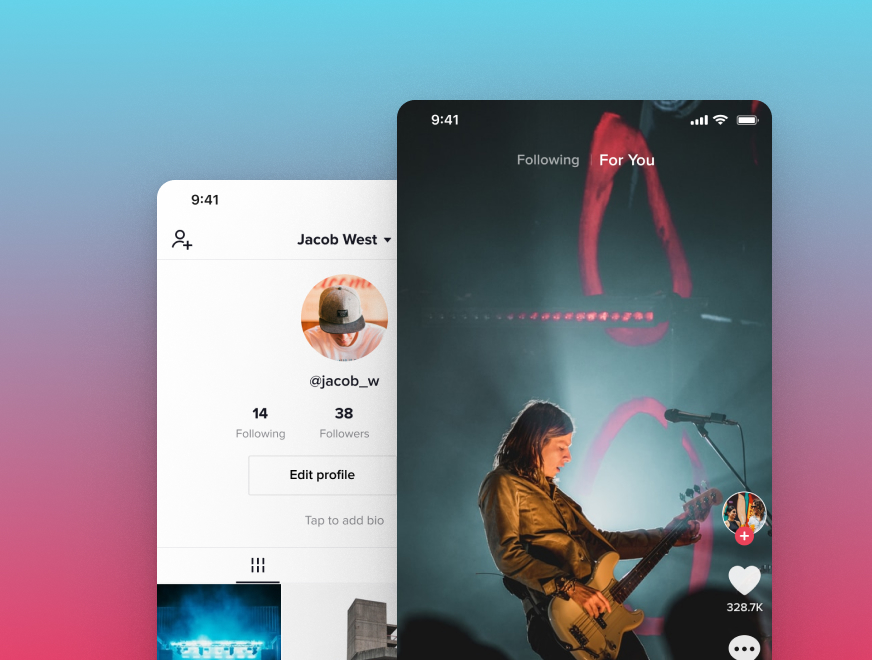 9:41
Jacob West
@jacob_w
14
Following
38
Followers
Edit profile
Tap to add bio
9:41
Following
For You
328.7K